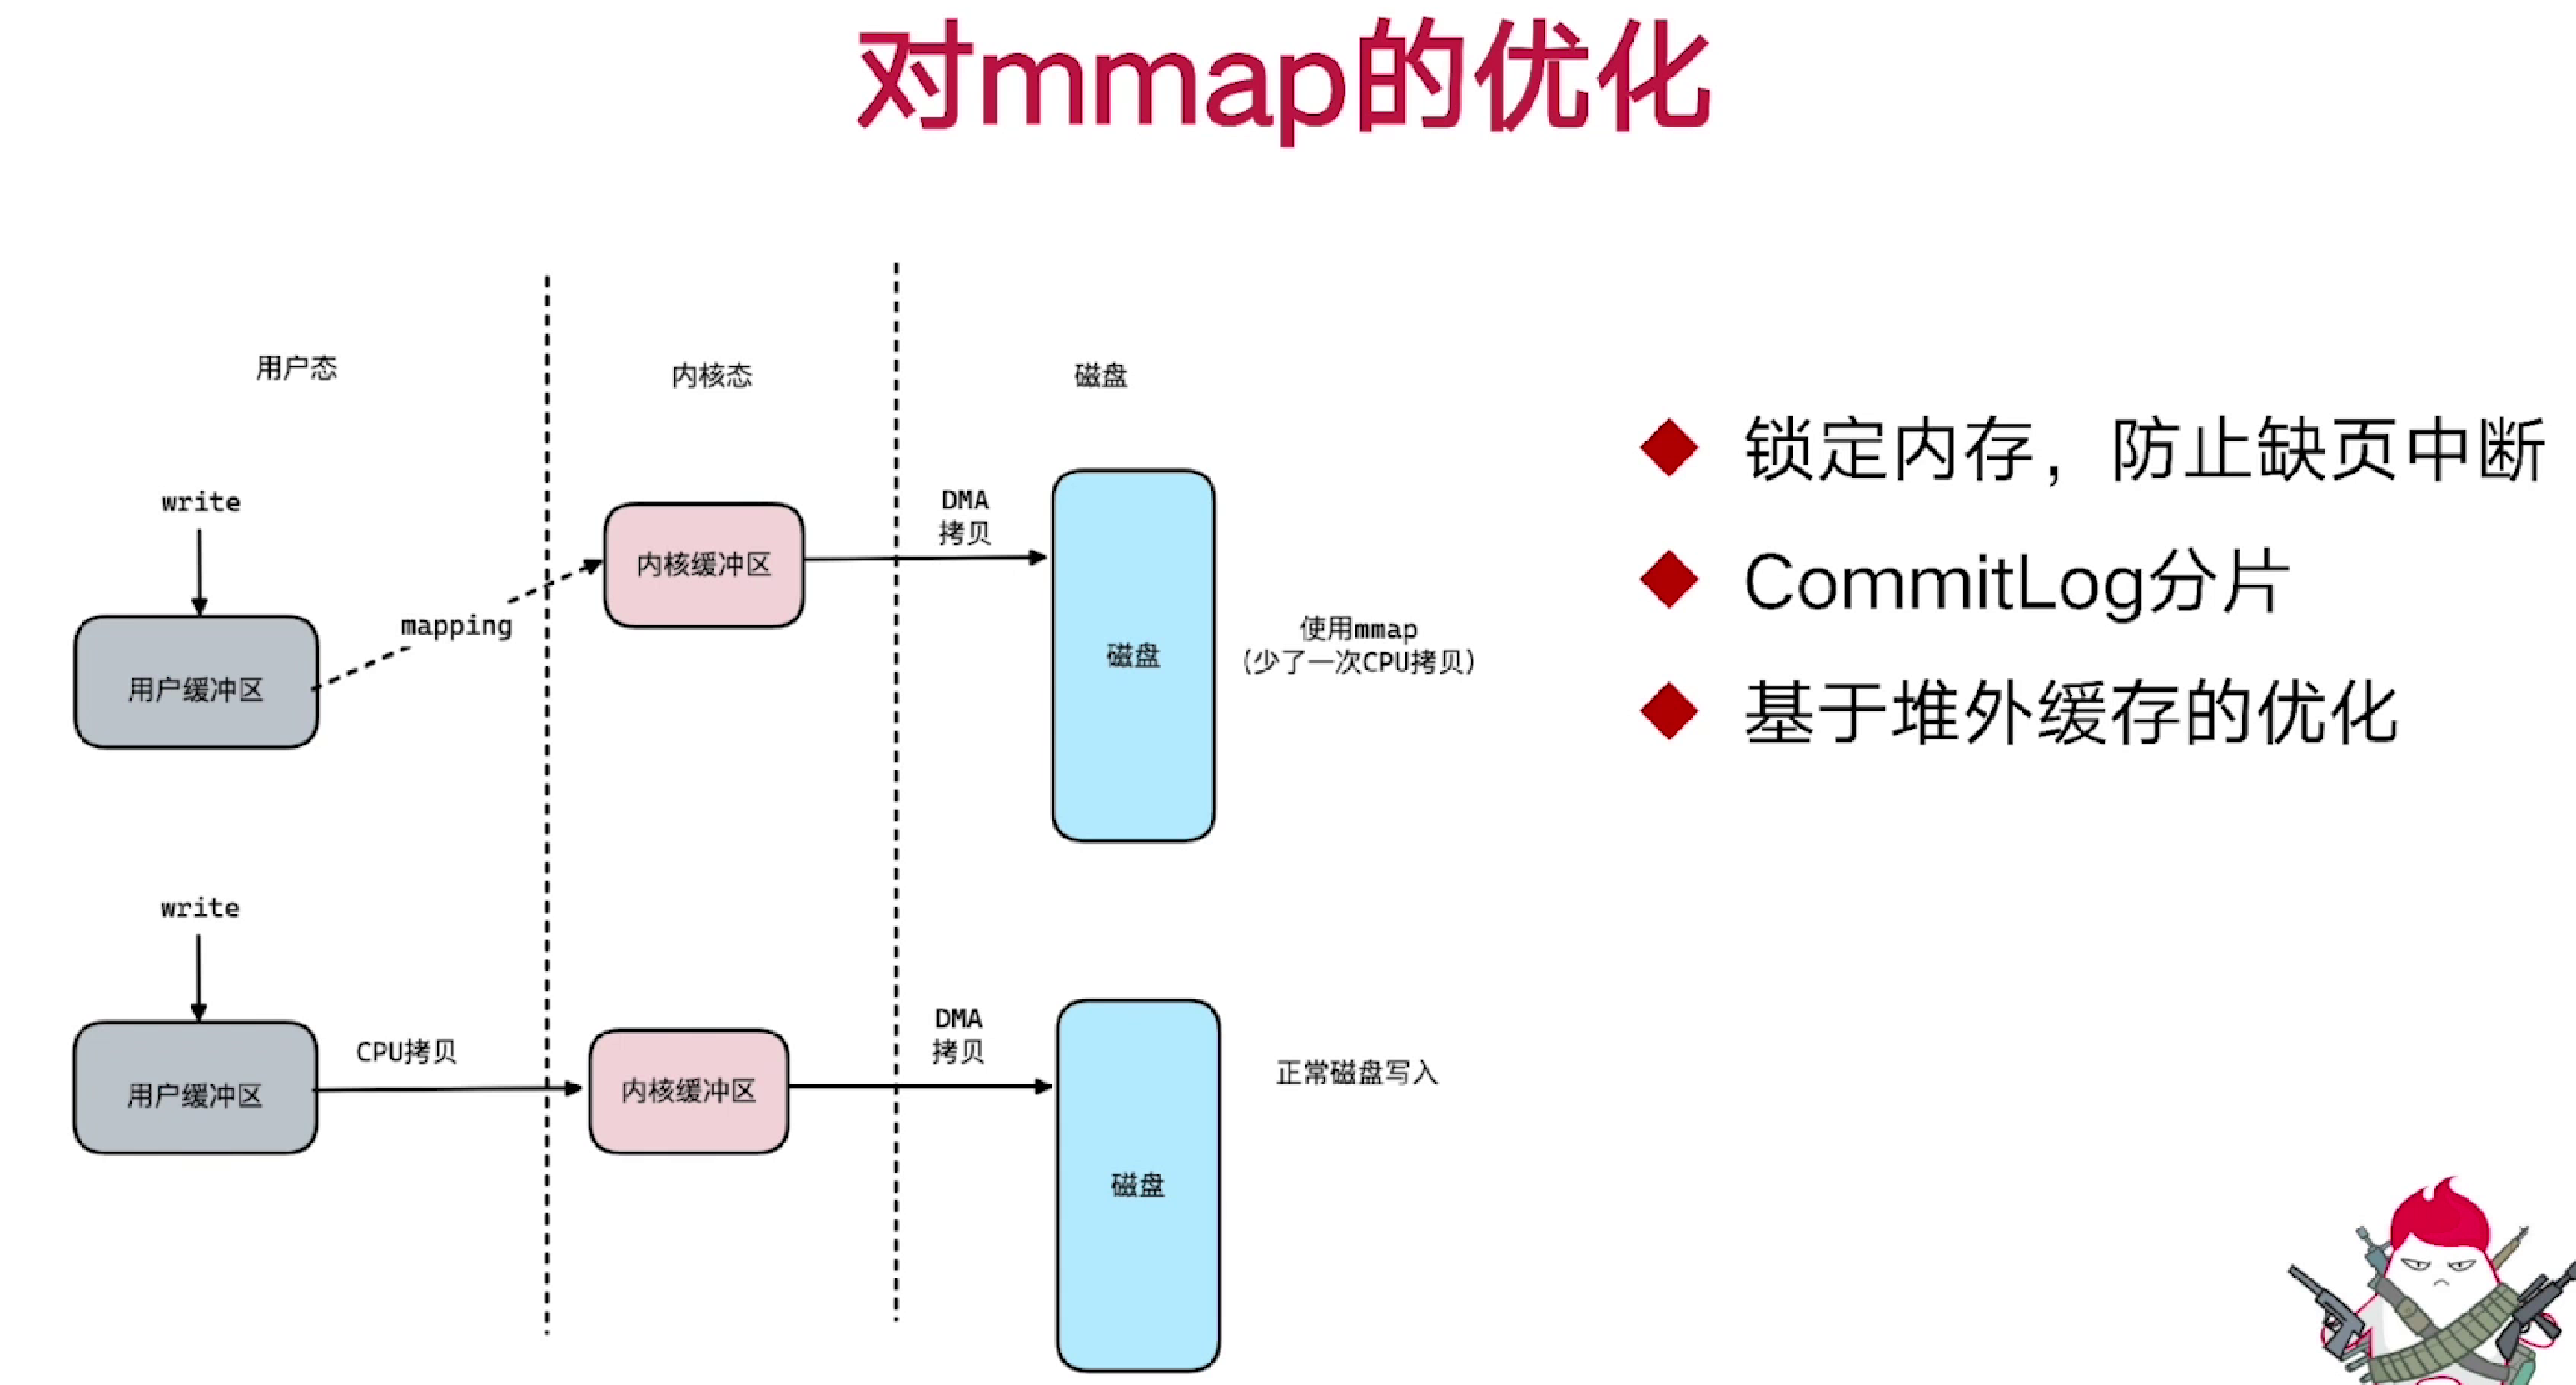 对mmap的优化
用户态
内核态
磁盘
write
用户缓冲区
mapping
内核缓冲区
DMA
拷贝
磁盘
使用mmap
(少了一次CPU拷贝)
write
用户缓冲区
CPU拷贝
内核缓冲区
DMA
拷贝
磁盘
正常磁盘写入
锁定内存，防止缺页中断
CommitLog分片
基于堆外缓存的优化